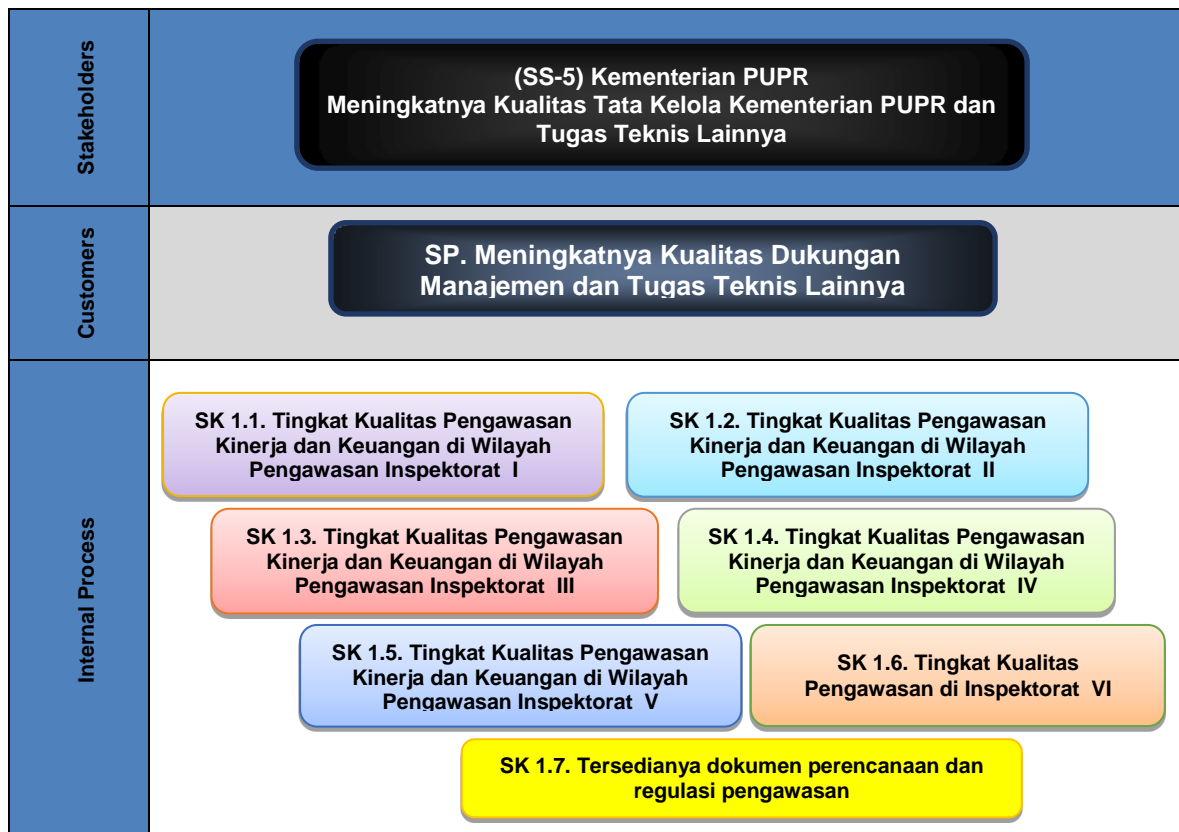 Stakeholders
(SS-5) Kementerian PUPR
Meningkatnya Kualitas Tata Kelola Kementerian PUPR dan
Tugas Teknis Lainnya
Customers
SP. Meningkatnya Kualitas Dukungan
Manajemen dan Tugas Teknis Lainnya
Internal Process
SK 1.1. Tingkat Kualitas Pengawasan
Kinerja dan Keuangan di Wilayah
Pengawasan Inspektorat I
SK 1.2. Tingkat Kualitas Pengawasan
Kinerja dan Keuangan di Wilayah
Pengawasan Inspektorat II
SK 1.3. Tingkat Kualitas Pengawasan
Kinerja dan Keuangan di Wilayah
Pengawasan Inspektorat III
SK 1.4. Tingkat Kualitas Pengawasan
Kinerja dan Keuangan di Wilayah
Pengawasan Inspektorat IV
SK 1.5. Tingkat Kualitas Pengawasan
Kinerja dan Keuangan di Wilayah
Pengawasan Inspektorat V
SK 1.6. Tingkat Kualitas
Pengawasan di Inspektorat VI
SK 1.7. Tersedianya dokumen perencanaan dan
regulasi pengawasan